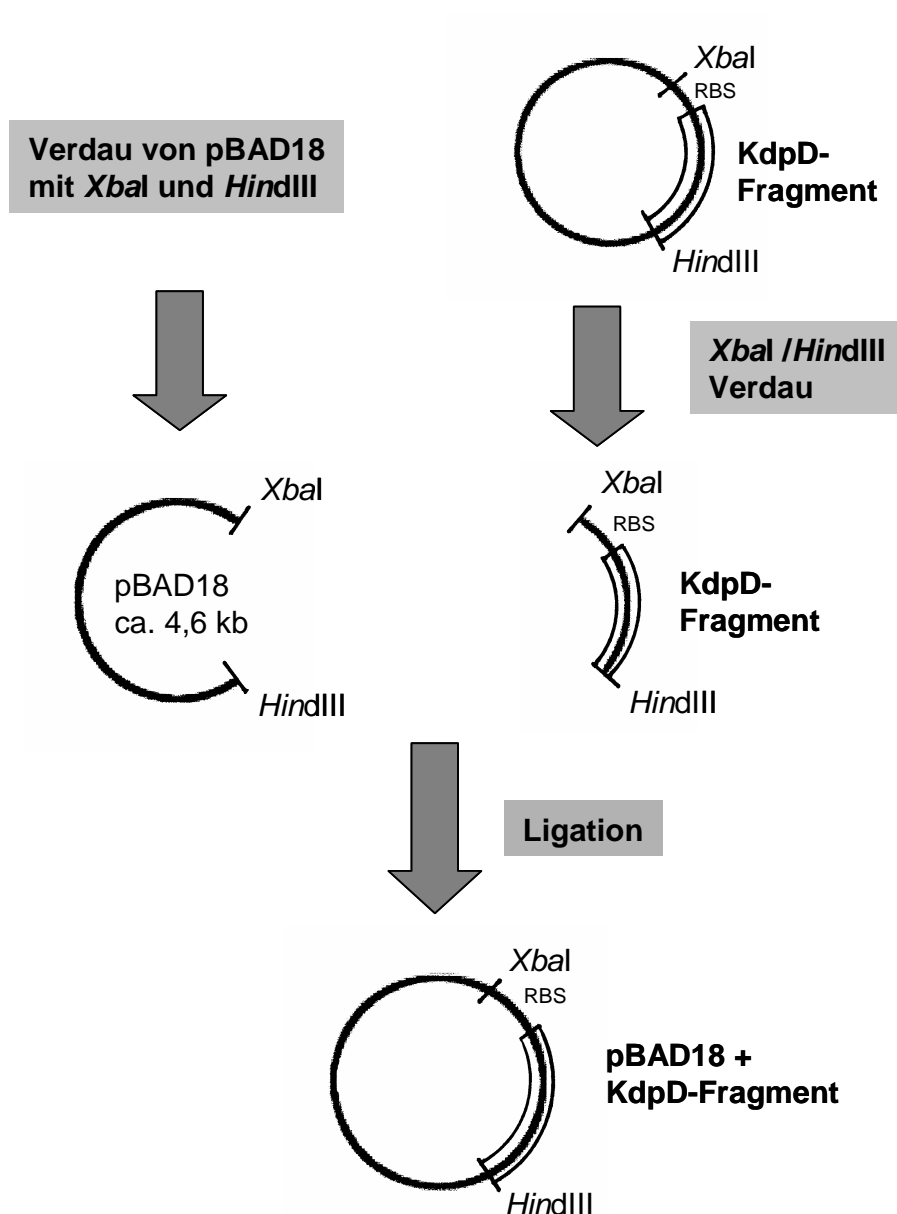 XbaI
RBS
Verdau von pBAD18
mit XbaI und HindIII
KdpD-
Fragment
HindIII
XbaI /HindIII
Verdau
XbaI
pBAD18
ca. 4,6 kb
HindIII
XbaI
RBS
KdpD-
Fragment
HindIII
Ligation
XbaI
RBS
pBAD18 +
KdpD-Fragment
HindIII